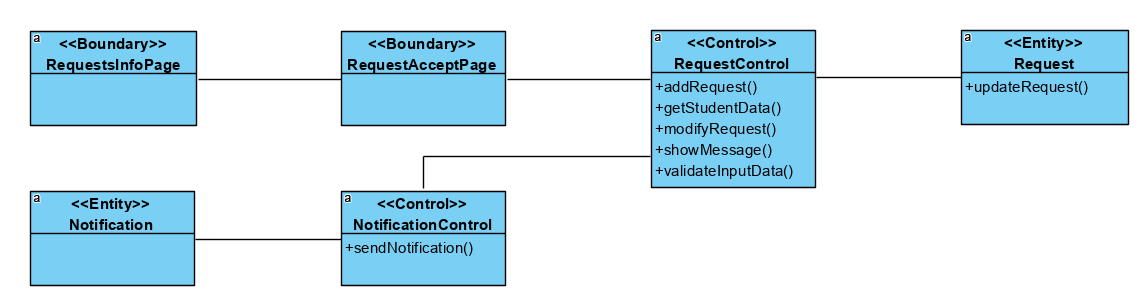 a
<<Boundary>>
RequestsInfoPage
<<Boundary>>
RequestAcceptPage
a
<<Control>>
RequestControl
+addRequest()
+getStudentData()
+modifyRequest()
+showMessage()
+validateInputData()
a
<<Entity>>
Request
+updateRequest()
a
<<Entity>>
Notification
a
<<Control>>
NotificationControl
+sendNotification()